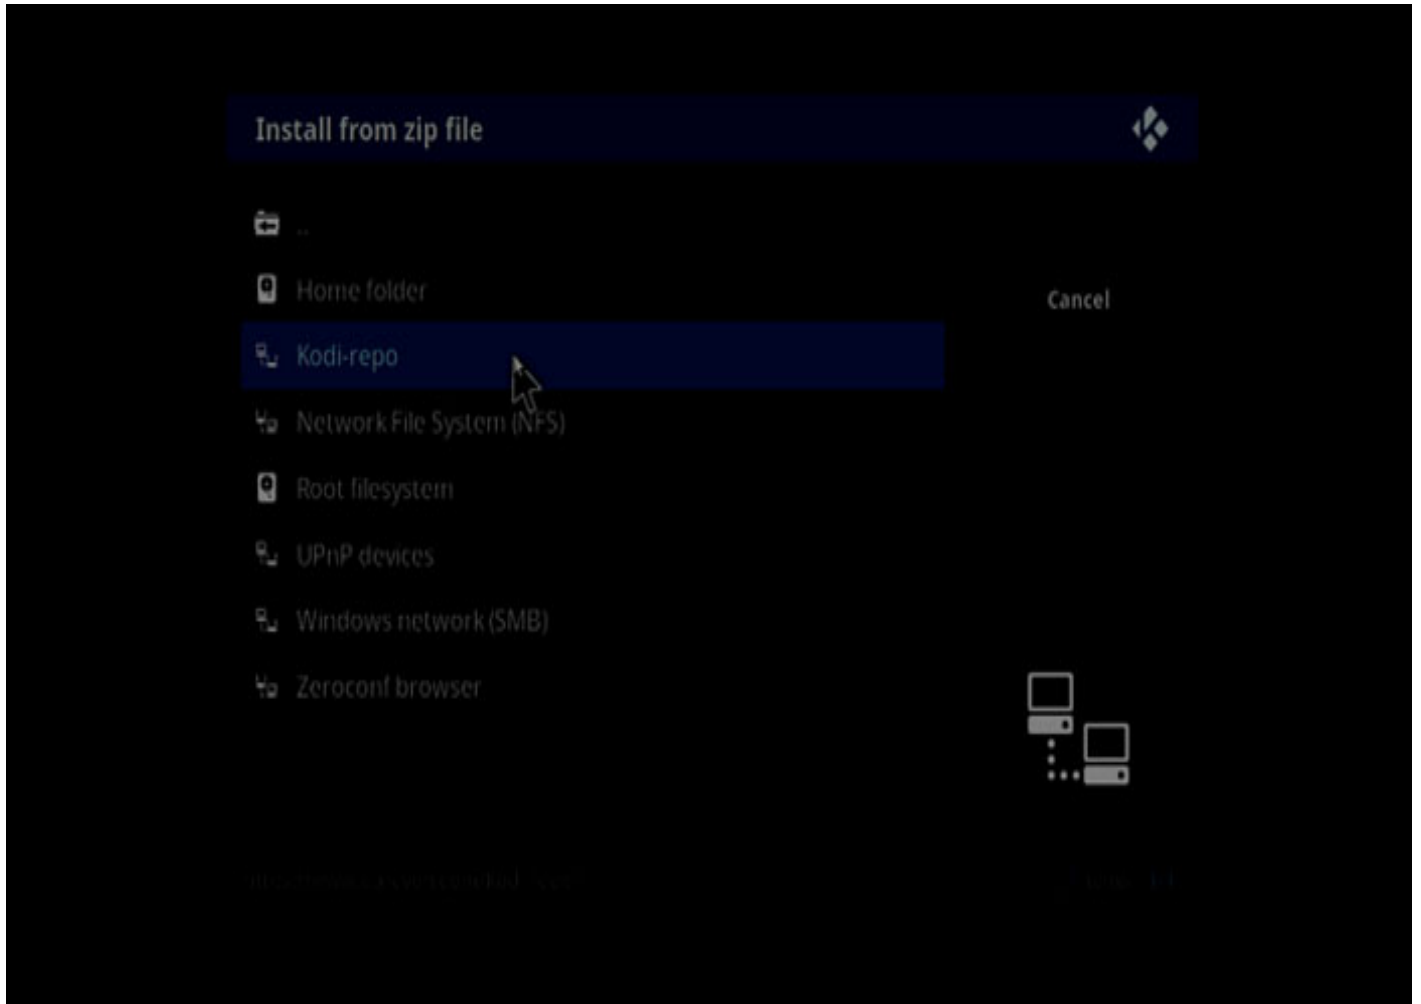 Install from zip file
..
Home folder
Cancel
Kodi-repo
Network File System (NFS)
Root filesystem
UPnP devices
Windows network (SMB)
Zeroconf browser